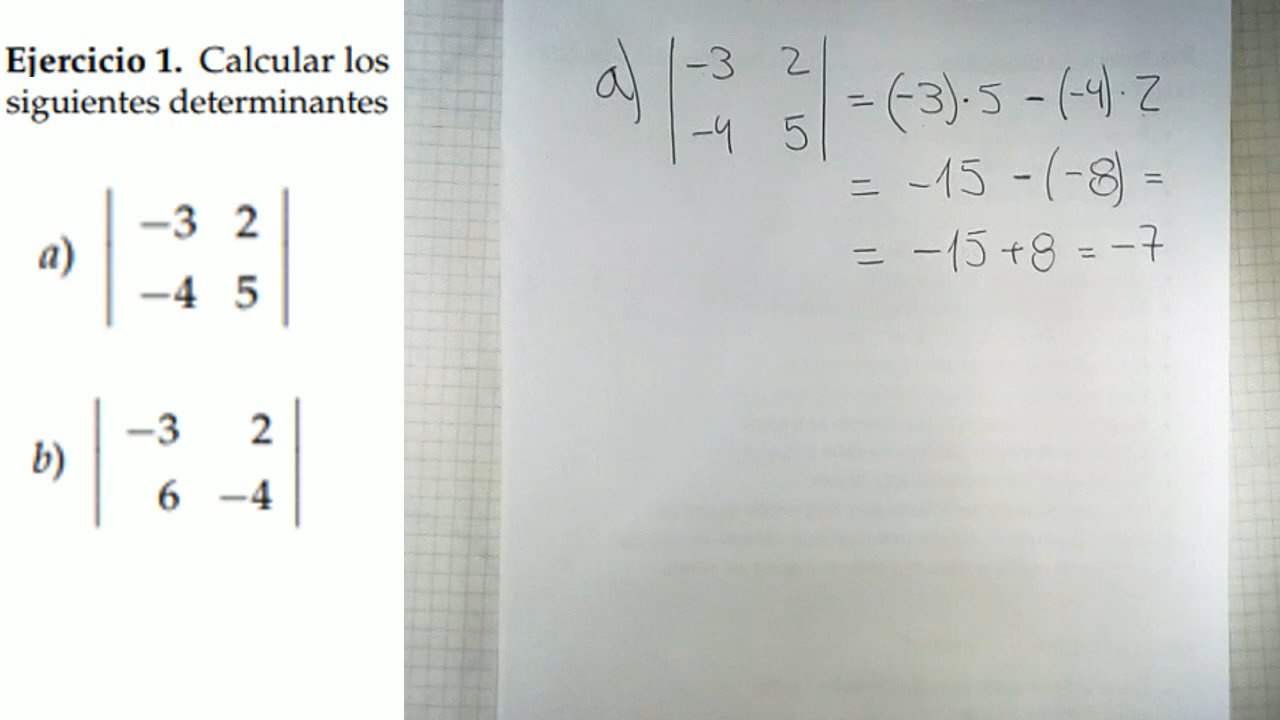 Ejercicio 1. Calcular los
siguientes determinantes
a) | −3 2 |
| −4 5 |
b) | −3 2 |
| 6 −4 |
a) | -3 2 | = (-3)·5 - (-4)·2
| -4 5 |
= -15 - (-8) =
= -15 + 8 = -7